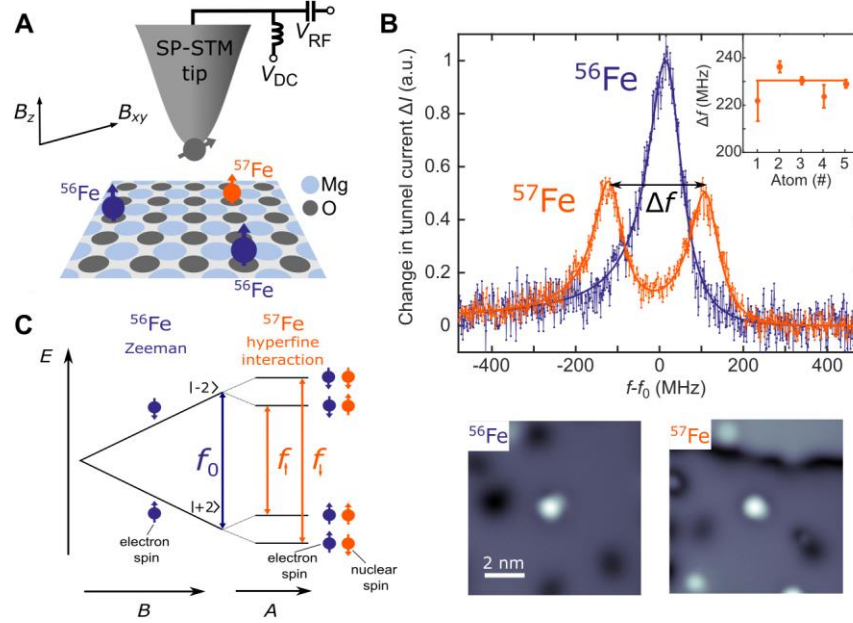 A
SP-STM
tip
V_RF
V_DC
B_z
B_xy
⁵⁶Fe
⁵⁷Fe
Mg
O
⁵⁶Fe
B
Change in tunnel current ΔI (a.u.)
1
0.8
0.6
0.4
0.2
0
-400
-200
0
200
400
f-f₀ (MHz)
⁵⁶Fe
⁵⁷Fe
Δf
Δf (MHz)
240
230
220
1 2 3 4 5
Atom (#)
C
E
⁵⁶Fe
Zeeman
⁵⁷Fe
hyperfine
interaction
|-2>
f₀
f↑
f↓
|+2>
electron
spin
electron
spin
nuclear
spin
B
A
⁵⁶Fe
2 nm
⁵⁷Fe